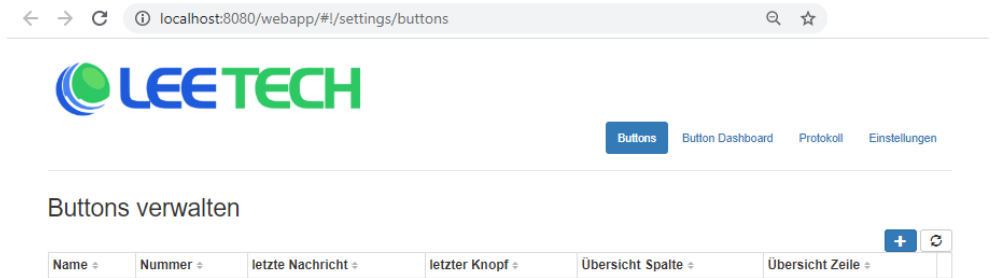 localhost:8080/webapp/#!/settings/buttons
LEETECH
Buttons Button Dashboard Protokoll Einstellungen
Buttons verwalten
Name Nummer letzte Nachricht letzter Knopf Übersicht Spalte Übersicht Zeile